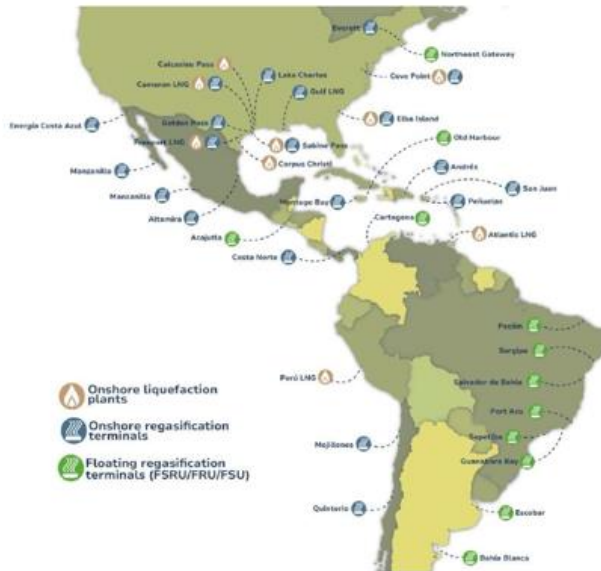 Everett
Northeast Gateway
Calcasieu Pass
Lake Charles
Cove Point
Cameron LNG
Gulf LNG
Energía Costa Azul
Golden Pass
Elba Island
Freeport LNG
Sabine Pass
Old Harbour
Corpus Christi
Manzanillo
Andrés
San Juan
Manzanillo
Montego Bay
Peñuelas
Altamira
Cartagena
Acajutla
Atlantic LNG
Costa Norte
Pecém
Sergipe
Perú LNG
Salvador de Bahia
Onshore liquefaction
plants
Port Acu
Onshore regasification
terminals
Sepetiba
Mejillones
Guanabara Bay
Floating regasification
terminals (FSRU/FRU/FSU)
Quintero
Escobar
Bahía Blanca